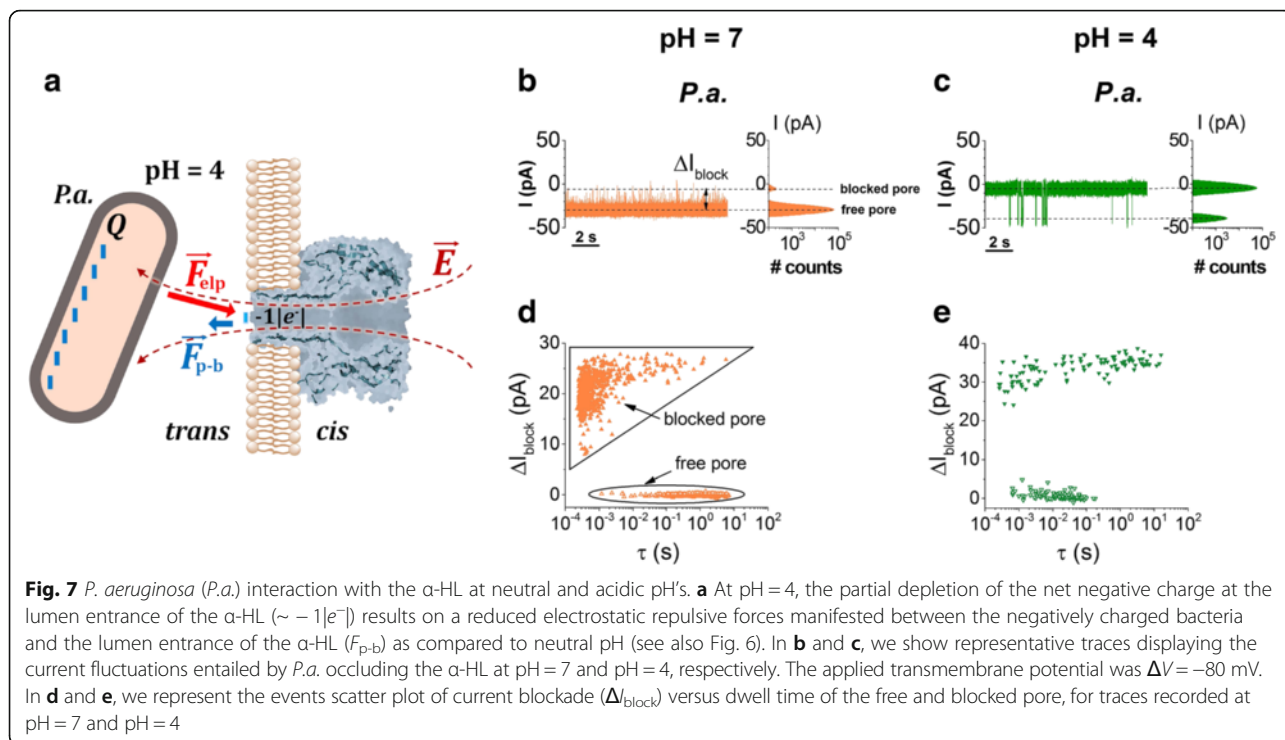 pH = 7
pH = 4
a
pH = 4
P.a.
Q
F⃗elp
E⃗
-1|e⁻|
F⃗p-b
trans
cis
b
P.a.
I (pA)
50
0
-50
I (pA)
2 s
ΔIblock
50
0
-50
10³ 10⁵
# counts
blocked pore
free pore
c
P.a.
I (pA)
50
0
-50
I (pA)
2 s
50
0
-50
10³ 10⁵
# counts
d
ΔIblock (pA)
30
20
10
0
blocked pore
free pore
10⁻⁴ 10⁻³ 10⁻² 10⁻¹ 10⁰ 10¹ 10²
τ (s)
e
ΔIblock (pA)
40
30
20
10
0
10⁻⁴ 10⁻³ 10⁻² 10⁻¹ 10⁰ 10¹ 10²
τ (s)
Fig. 7 P. aeruginosa (P.a.) interaction with the α-HL at neutral and acidic pH's. a At pH = 4, the partial depletion of the net negative charge at the
lumen entrance of the α-HL (~ − 1|e⁻|) results on a reduced electrostatic repulsive forces manifested between the negatively charged bacteria
and the lumen entrance of the α-HL (Fp-b) as compared to neutral pH (see also Fig. 6). In b and c, we show representative traces displaying the
current fluctuations entailed by P.a. occluding the α-HL at pH = 7 and pH = 4, respectively. The applied transmembrane potential was ΔV = −80 mV.
In d and e, we represent the events scatter plot of current blockade (ΔIblock) versus dwell time of the free and blocked pore, for traces recorded at
pH = 7 and pH = 4